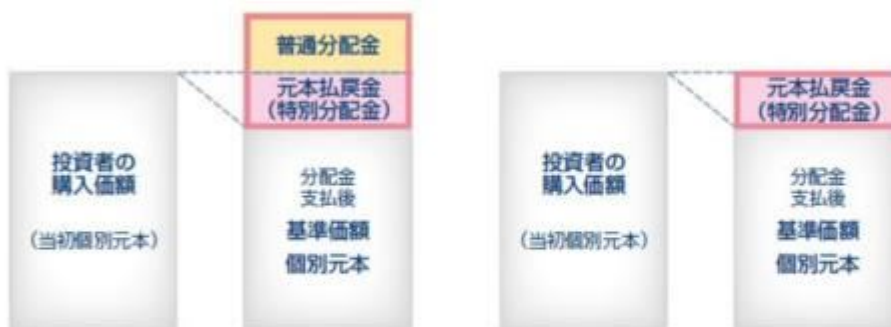 普通分配金
元本払戻金
（特別分配金）
投資者の
購入価額
（当初個別元本）
分配金
支払後
基準価額
個別元本
元本払戻金
（特別分配金）
投資者の
購入価額
（当初個別元本）
分配金
支払後
基準価額
個別元本